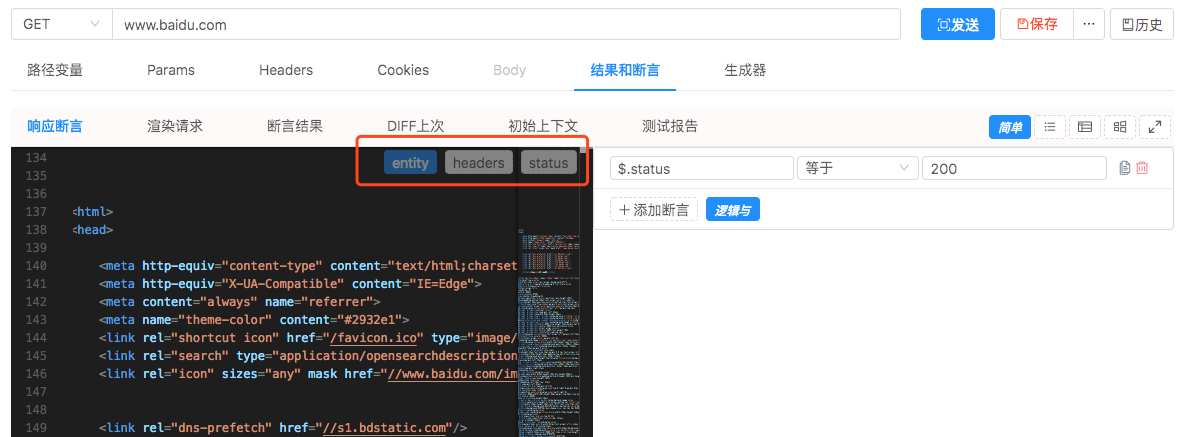 GET www.baidu.com 发送 保存 ··· 历史
路径变量 Params Headers Cookies Body 结果和断言 生成器
响应断言 渲染请求 断言结果 DIFF上次 初始上下文 测试报告 简单
entity headers status
$.status 等于 200
+ 添加断言 逻辑与
134
135
136
137 <html>
138 <head>
139
140 <meta http-equiv="content-type" content="text/html;charset
141 <meta http-equiv="X-UA-Compatible" content="IE=Edge">
142 <meta content="always" name="referrer">
143 <meta name="theme-color" content="#2932e1">
144 <link rel="shortcut icon" href="/favicon.ico" type="image/
145 <link rel="search" type="application/opensearchdescription
146 <link rel="icon" sizes="any" mask href="//www.baidu.com/im
147
148
149 <link rel="dns-prefetch" href="//s1.bdstatic.com"/>